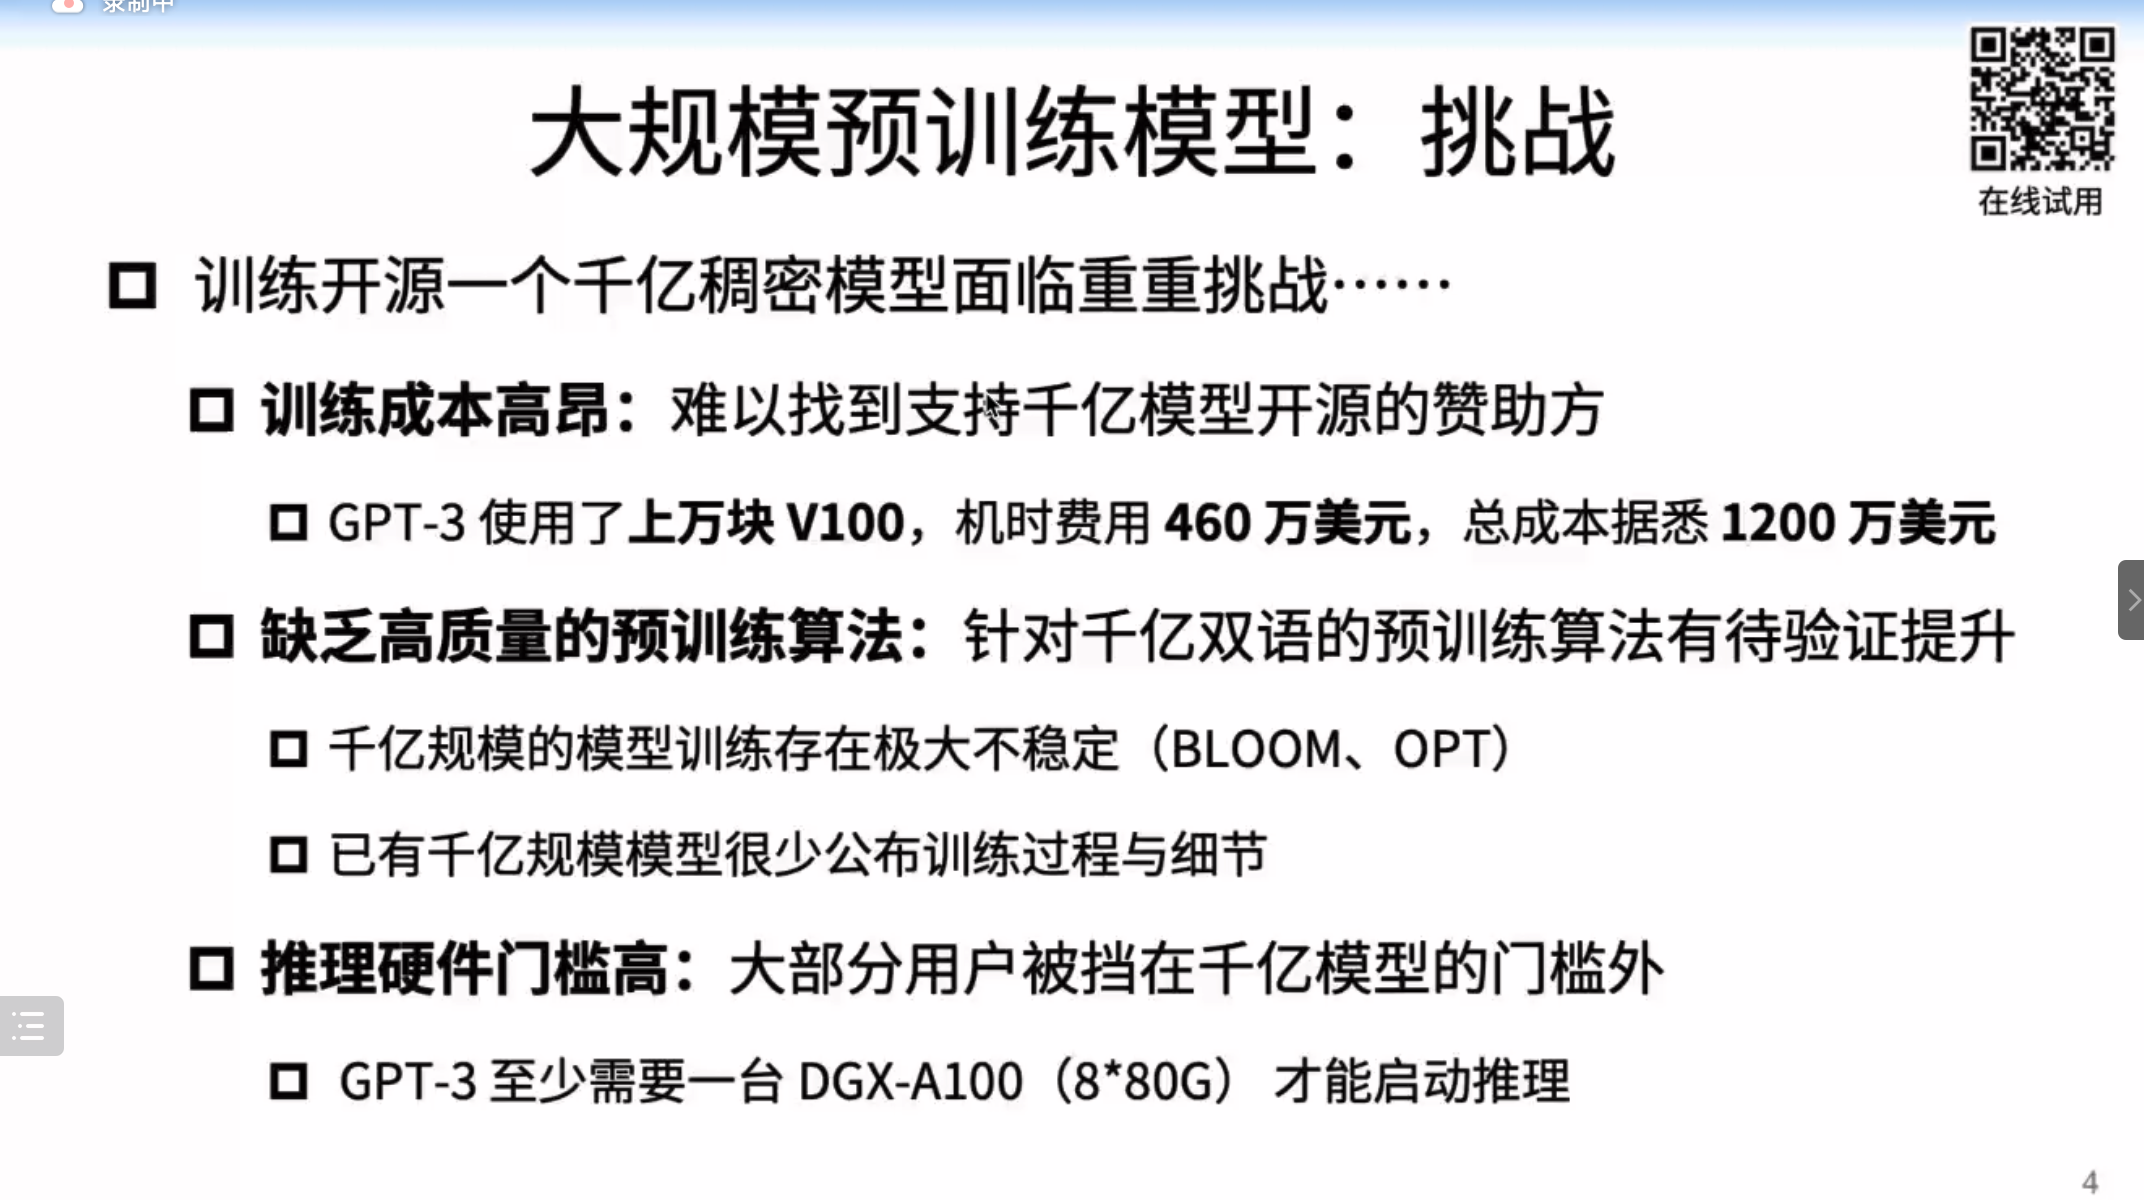 录制中
大规模预训练模型：挑战
在线试用
训练开源一个千亿稠密模型面临重重挑战……
训练成本高昂：难以找到支持千亿模型开源的赞助方
GPT-3 使用了上万块 V100，机时费用 460 万美元，总成本据悉 1200 万美元
缺乏高质量的预训练算法：针对千亿双语的预训练算法有待验证提升
千亿规模的模型训练存在极大不稳定（BLOOM、OPT）
已有千亿规模模型很少公布训练过程与细节
推理硬件门槛高：大部分用户被挡在千亿模型的门槛外
GPT-3 至少需要一台 DGX-A100（8*80G） 才能启动推理
4